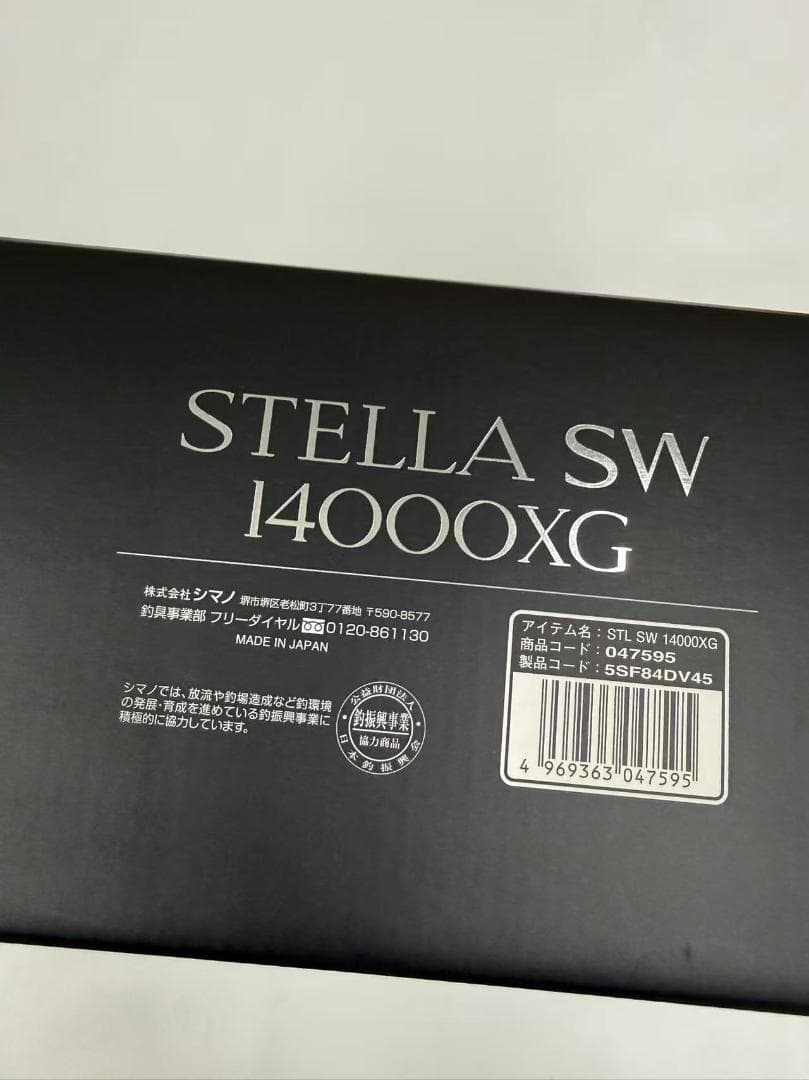 STELLA SW
14000XG
株式会社シマノ 堺市堺区老松町3丁77番地 〒590-8577
釣具事業部 フリーダイヤル 0120-861130
MADE IN JAPAN
シマノでは、放流や釣場造成など釣環境
の発展・育成を進めている釣振興事業に
積極的に協力しています。
公益財団法人
釣振興事業
協力商品
日本釣振興会
アイテム名：STL SW 14000XG
商品コード：047595
製品コード：5SF84DV45
4 969363 047595